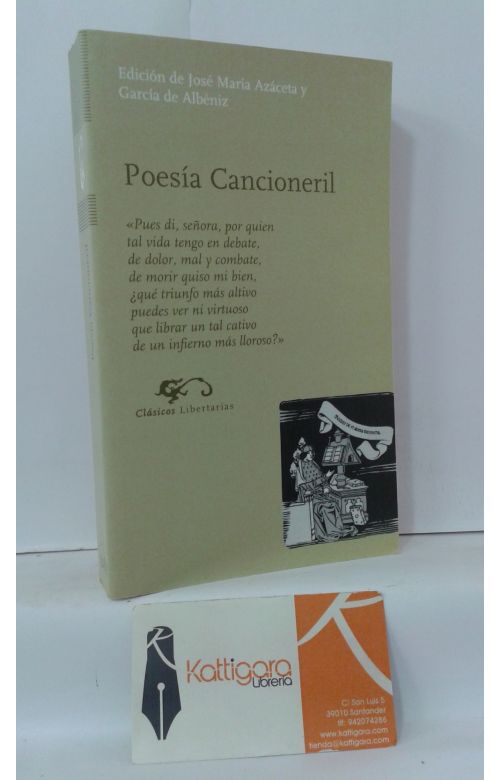 Edición de José María Azáceta y
García de Albéniz
Poesía Cancioneril
«Pues di, señora, por quien
tal vida tengo en debate,
de dolor, mal y combate,
de morir quiso mi bien,
¿qué triunfo más altivo
puedes ver ni virtuoso
que librar un tal cativo
de un infierno más lloroso?»
Clásicos Libertarias
Kattigara
Librería
C/ San Luis 5
39010 Santander
tlf: 942074286
www.kattigara.com
tienda@kattigara.com